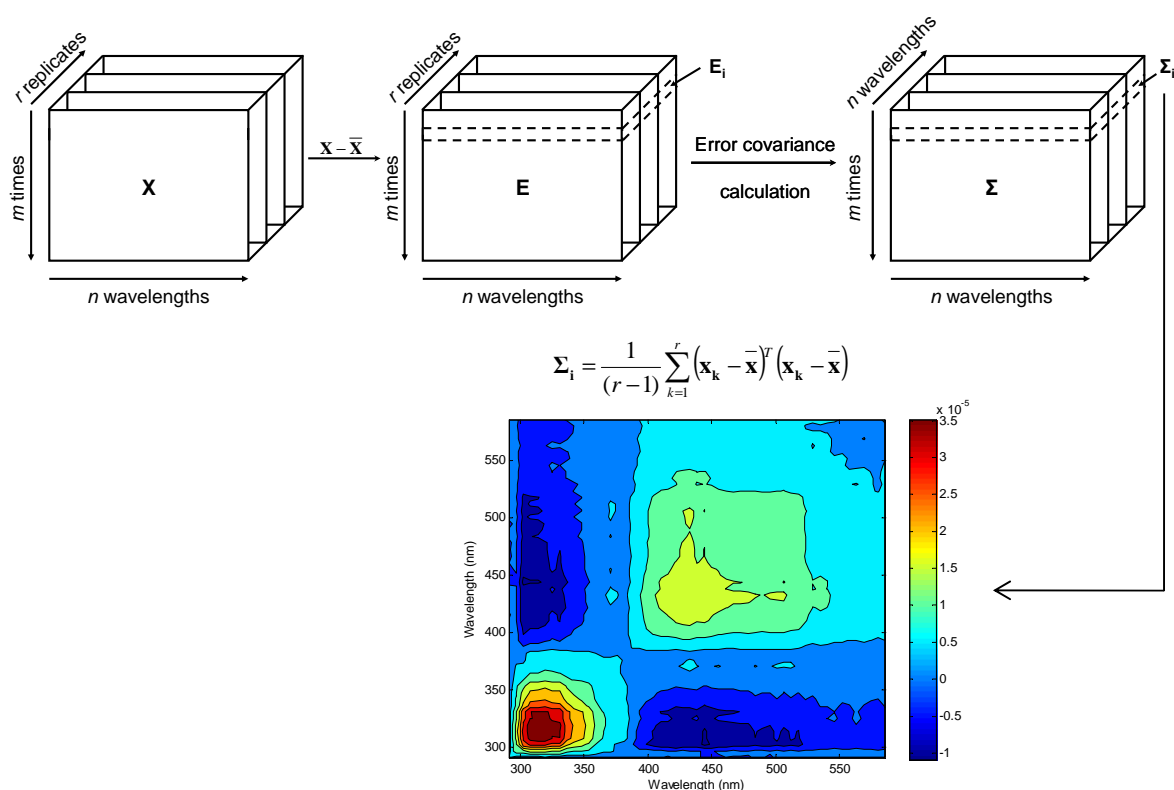 r replicates
m times
X
n wavelengths
X − X̅
r replicates
m times
E
E_i
n wavelengths
Error covariance
calculation
n wavelengths
m times
Σ
Σ_i
n wavelengths
Σ_i = 1/(r − 1) ∑_{k=1}^{r} (x_k − x̅)^T (x_k − x̅)
x 10^-5
3.5
3
2.5
2
1.5
1
0.5
0
-0.5
-1
Wavelength (nm)
550
500
450
400
350
300
300 350 400 450 500 550
Wavelength (nm)